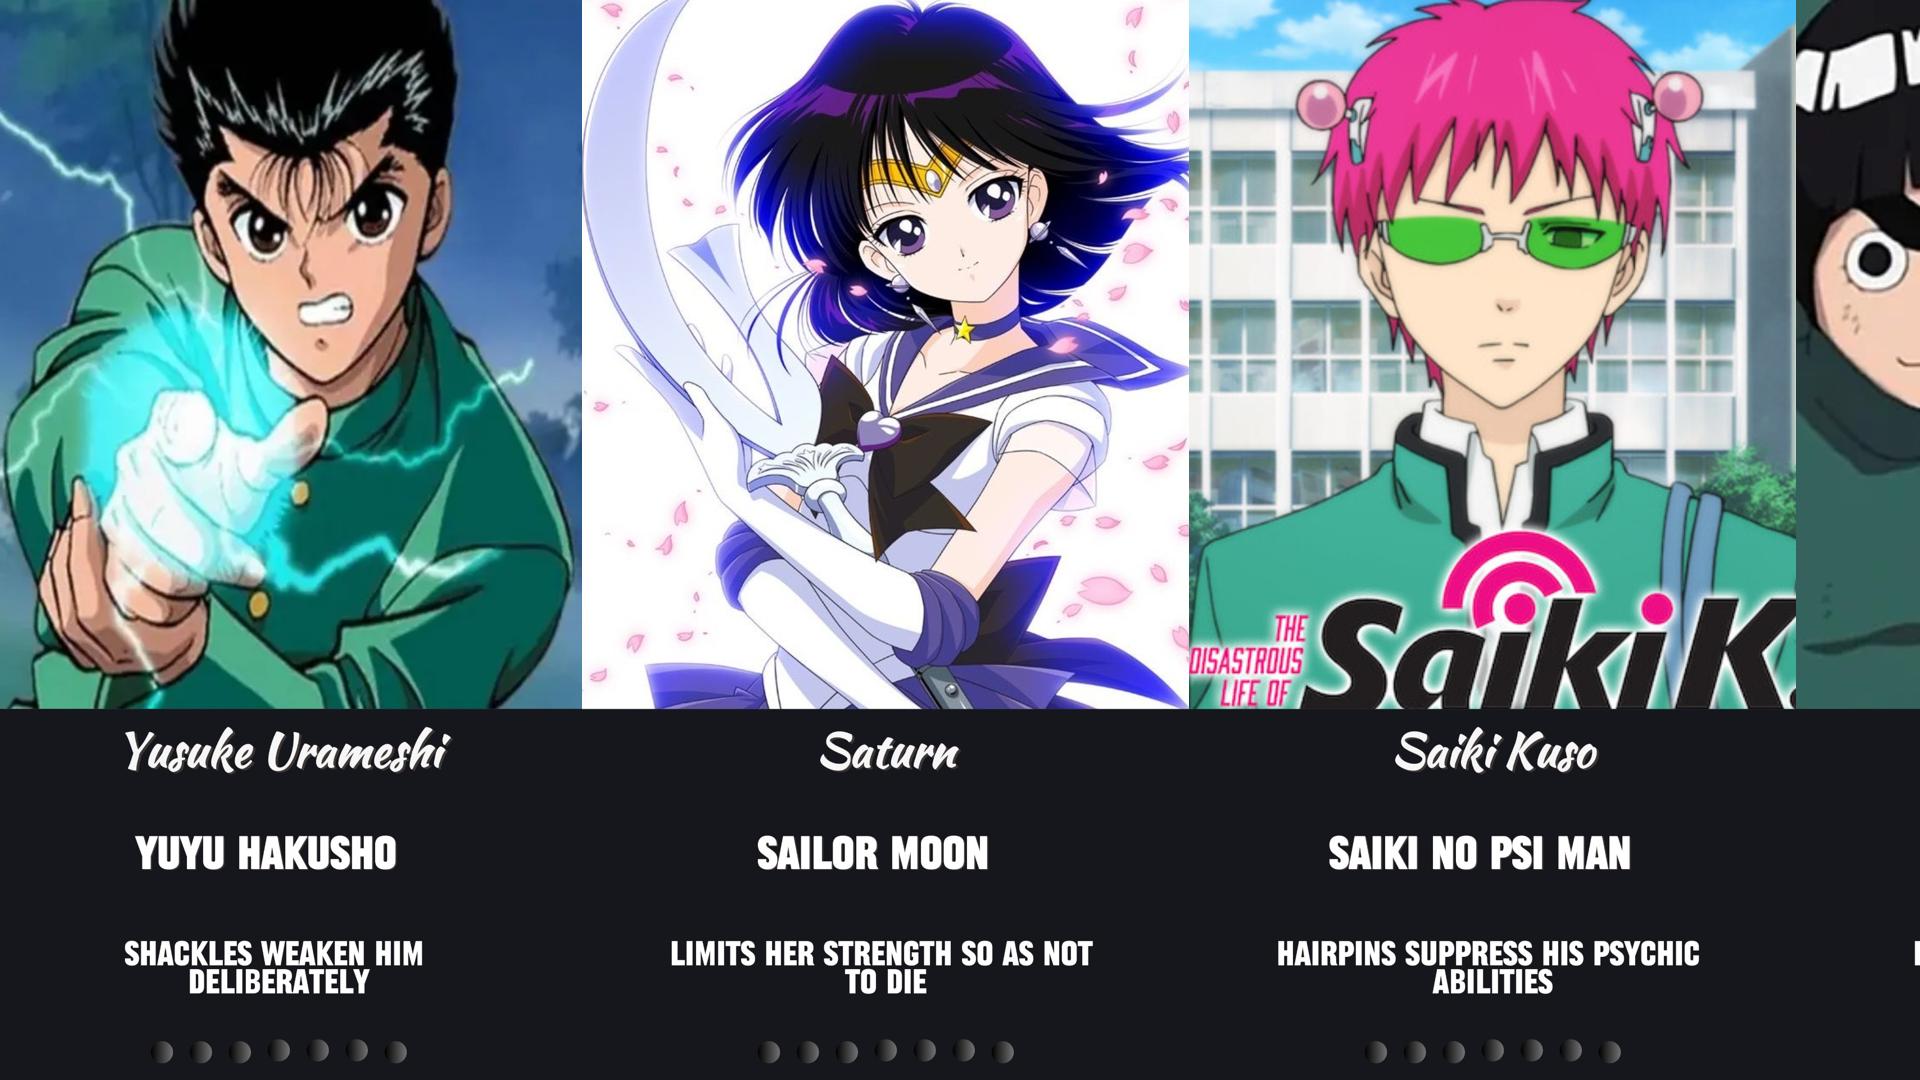 THE
DISASTROUS
LIFE OF
Saiki K.
Yusuke Urameshi
YUYU HAKUSHO
SHACKLES WEAKEN HIM
DELIBERATELY
Saturn
SAILOR MOON
LIMITS HER STRENGTH SO AS NOT
TO DIE
Saiki Kuso
SAIKI NO PSI MAN
HAIRPINS SUPPRESS HIS PSYCHIC
ABILITIES